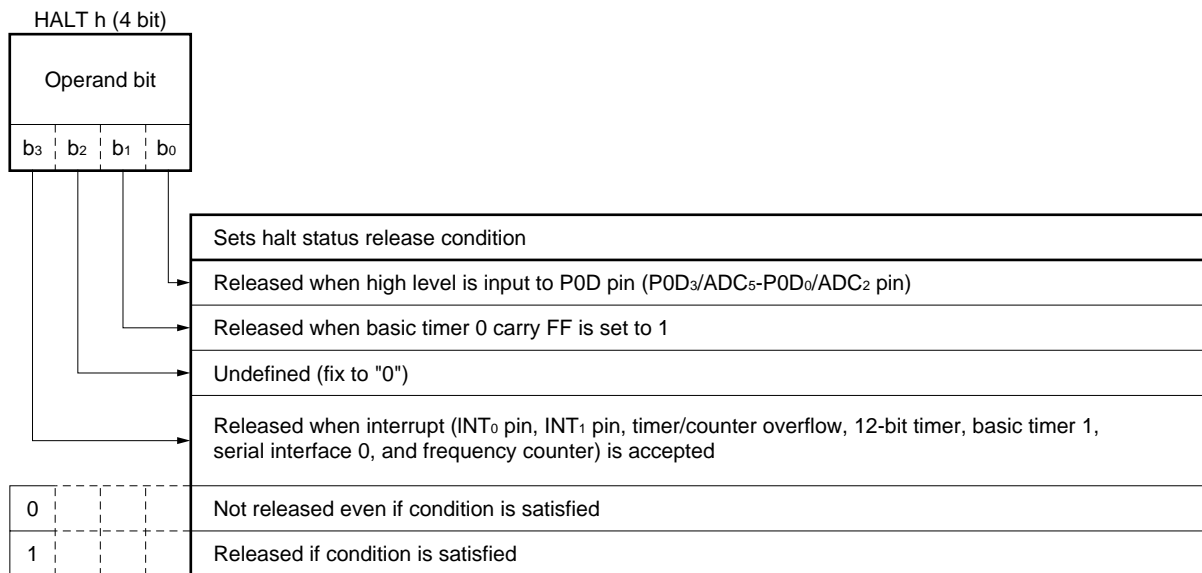 HALT h (4 bit)
Operand bit
b3 b2 b1 b0
Sets halt status release condition
Released when high level is input to P0D pin (P0D3/ADC5-P0D0/ADC2 pin)
Released when basic timer 0 carry FF is set to 1
Undefined (fix to "0")
Released when interrupt (INT0 pin, INT1 pin, timer/counter overflow, 12-bit timer, basic timer 1,
serial interface 0, and frequency counter) is accepted
0 Not released even if condition is satisfied
1 Released if condition is satisfied